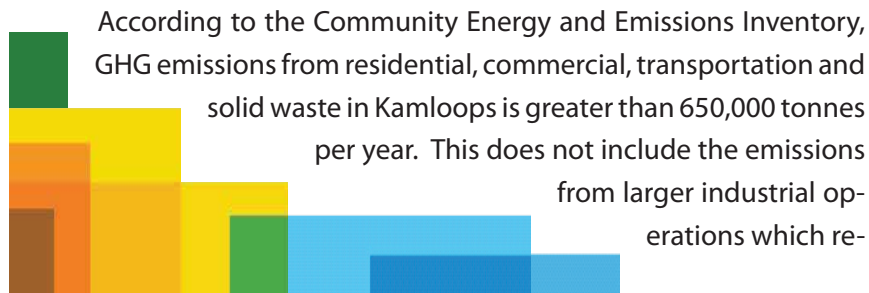 According to the Community Energy and Emissions Inventory,
GHG emissions from residential, commercial, transportation and
solid waste in Kamloops is greater than 650,000 tonnes
per year.  This does not include the emissions
from larger industrial op-
erations which re-